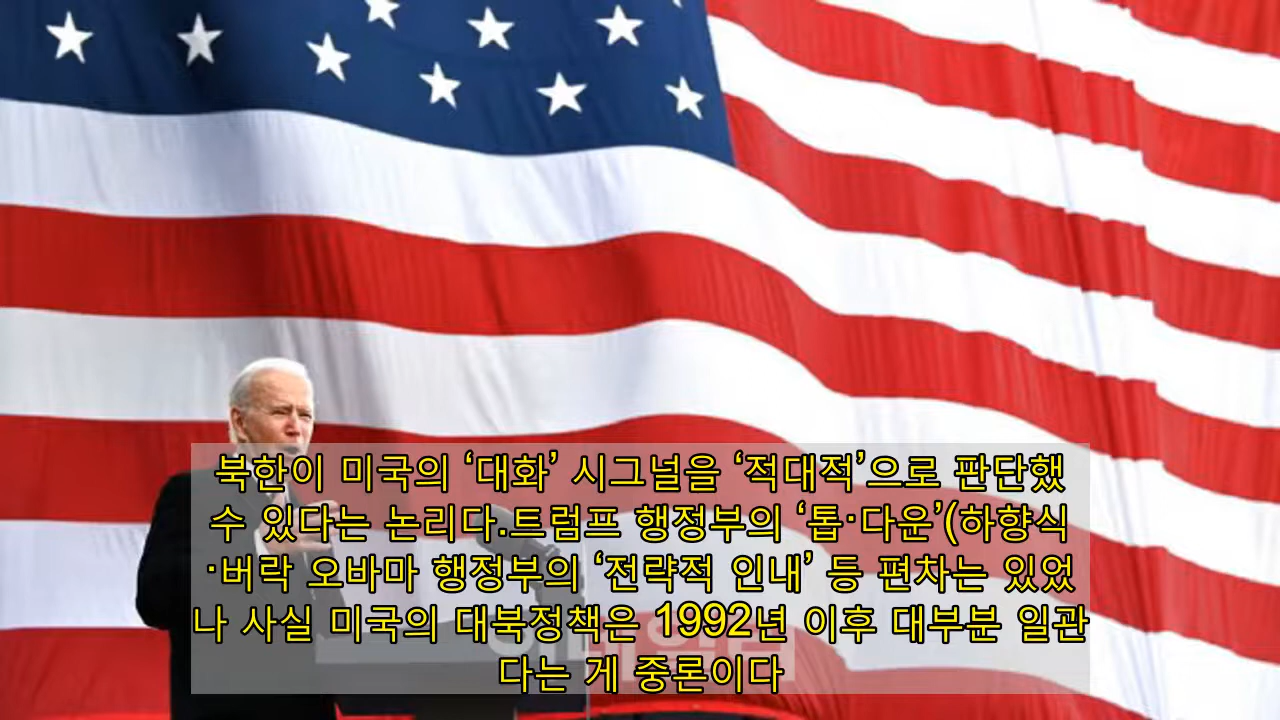 북한이 미국의 ‘대화’ 시그널을 ‘적대적’으로 판단했
수 있다는 논리다.트럼프 행정부의 ‘톱·다운’(하향식
·버락 오바마 행정부의 ‘전략적 인내’ 등 편차는 있었
나 사실 미국의 대북정책은 1992년 이후 대부분 일관
다는 게 중론이다